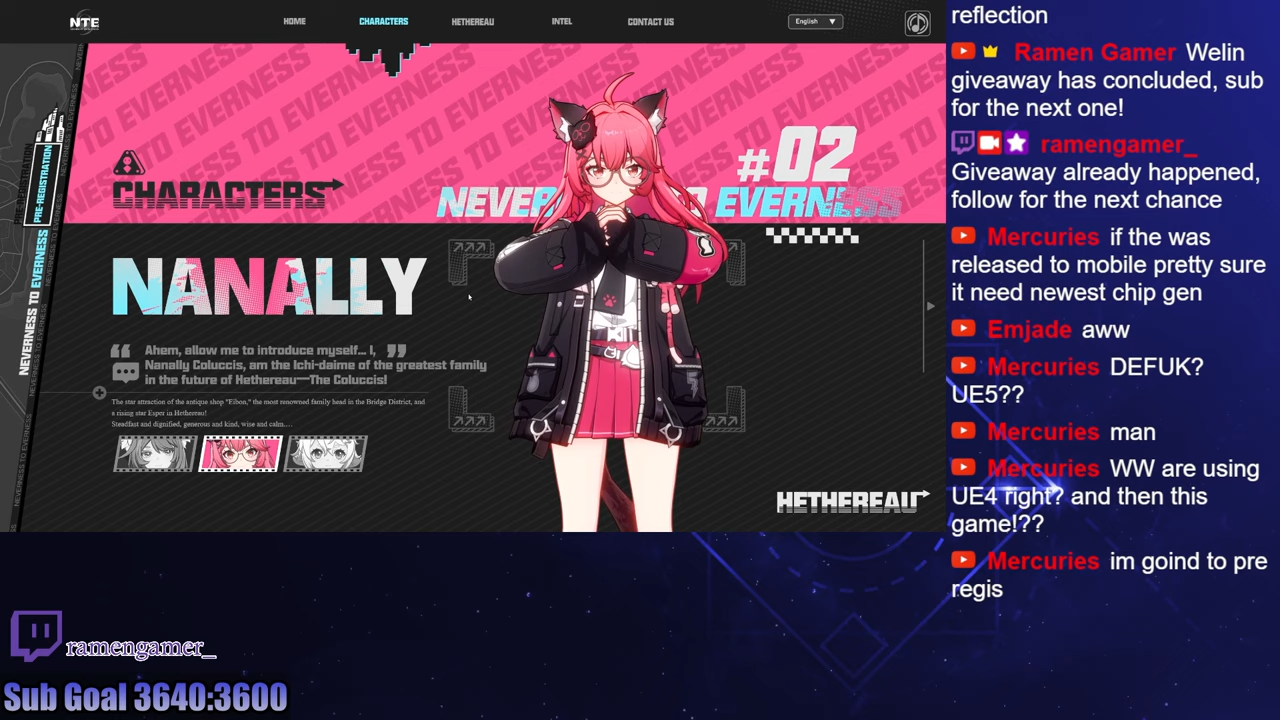 NTE
HOME
CHARACTERS
HETHEREAU
INTEL
CONTACT US
English ▼
TO EVERNESS
CHARACTERS
#02
EVERNESS
NANALLY
“ Ahem, allow me to introduce myself... I, ”
Nanally Coluccis, am the Ichi-daime of the greatest family
in the future of Hethereau—The Coluccis!
The star attraction of the antique shop "Eibon," the most renowned family head in the Bridge District, and
a rising star Esper in Hethereau!
Steadfast and dignified, generous and kind, wise and calm....
HETHEREAU
NEVERNESS TO EVERNESS
PRE-REGISTRATION
ramengamer_
Sub Goal 3640:3600
reflection
Ramen Gamer Welin
giveaway has concluded, sub
for the next one!
ramengamer_
Giveaway already happened,
follow for the next chance
Mercuries if the was
released to mobile pretty sure
it need newest chip gen
Emjade aww
Mercuries DEFUK?
UE5??
Mercuries man
Mercuries WW are using
UE4 right? and then this
game!??
Mercuries im goind to pre
regis